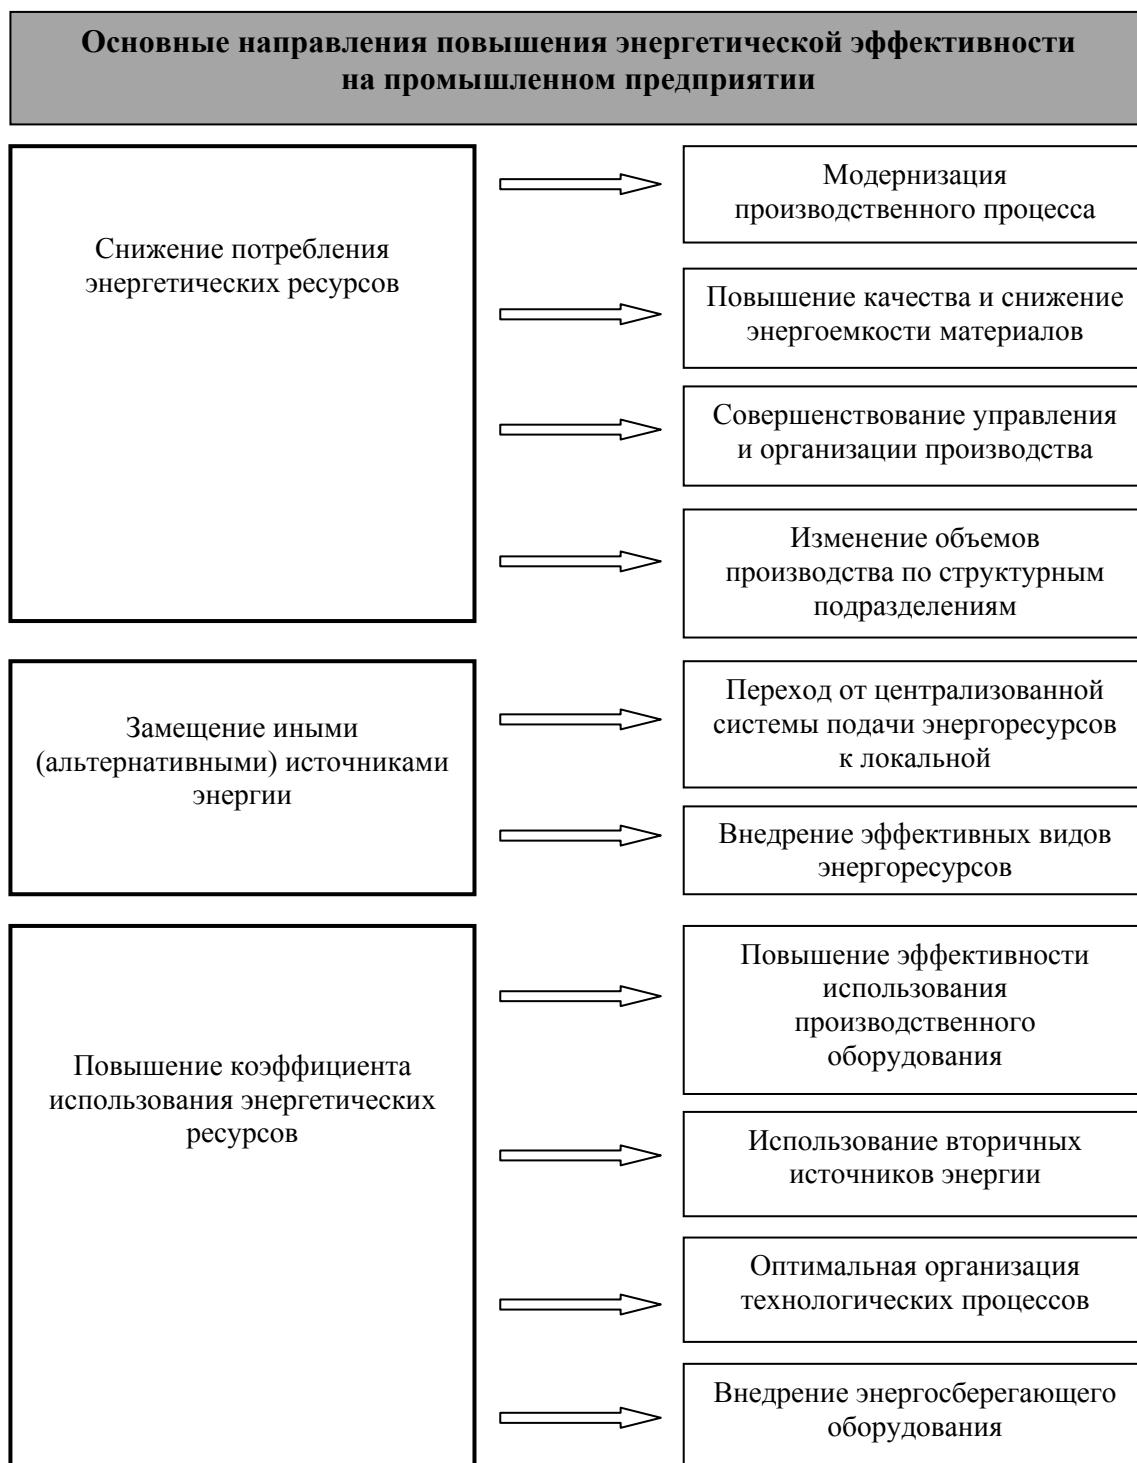 Основные направления повышения энергетической эффективности
на промышленном предприятии
Снижение потребления
энергетических ресурсов
Модернизация
производственного процесса
Повышение качества и снижение
энергоемкости материалов
Совершенствование управления
и организации производства
Изменение объемов
производства по структурным
подразделениям
Замещение иными
(альтернативными) источниками
энергии
Переход от централизованной
системы подачи энергоресурсов
к локальной
Внедрение эффективных видов
энергоресурсов
Повышение коэффициента
использования энергетических
ресурсов
Повышение эффективности
использования
производственного
оборудования
Использование вторичных
источников энергии
Оптимальная организация
технологических процессов
Внедрение энергосберегающего
оборудования